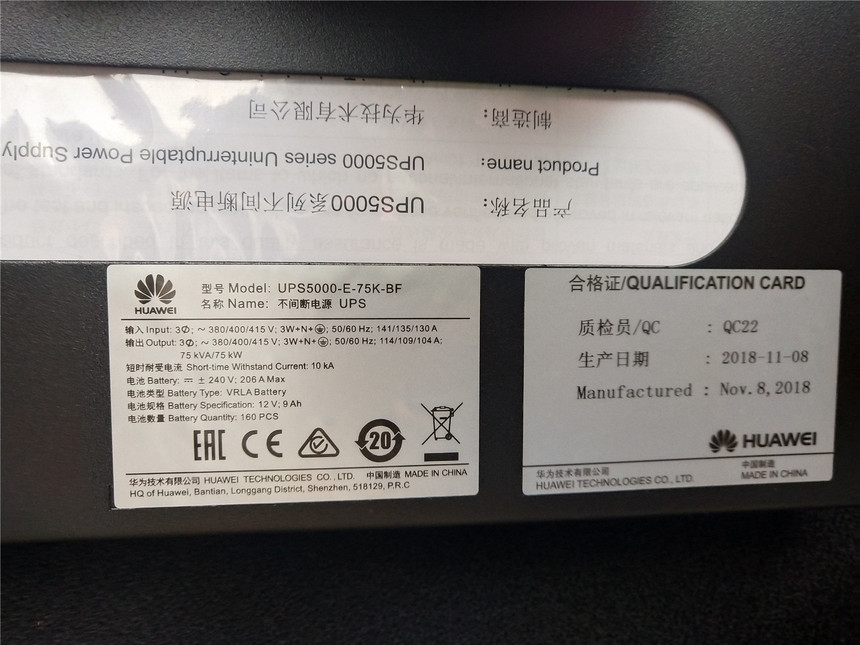 制造商: 华为技术有限公司
Product name: UPS5000 series Uninterruptable Power Supply
产品名称: UPS5000系列不间断电源
HUAWEI
型号 Model: UPS5000-E-75K-BF
名称 Name: 不间断电源 UPS
输入 Input: 3Ø; ~ 380/400/415 V; 3W+N+⏚; 50/60 Hz; 141/135/130 A
输出 Output: 3Ø; ~ 380/400/415 V; 3W+N+⏚; 50/60 Hz; 114/109/104 A;
75 kVA/75 kW
短时耐受电流 Short-time Withstand Current: 10 kA
电池 Battery: ⎓ ± 240 V; 206 A Max
电池类型 Battery Type: VRLA Battery
电池规格 Battery Specification: 12 V; 9 Ah
电池数量 Battery Quantity: 160 PCS
EAC CE 20
华为技术有限公司 HUAWEI TECHNOLOGIES CO., LTD. 中国制造 MADE IN CHINA
HQ of Huawei, Bantian, Longgang District, Shenzhen, 518129, P.R.C
合格证/QUALIFICATION CARD
质检员/QC : QC22
生产日期 : 2018-11-08
Manufactured : Nov. 8, 2018
HUAWEI
华为技术有限公司 中国制造
HUAWEI TECHNOLOGIES CO., LTD. MADE IN CHINA